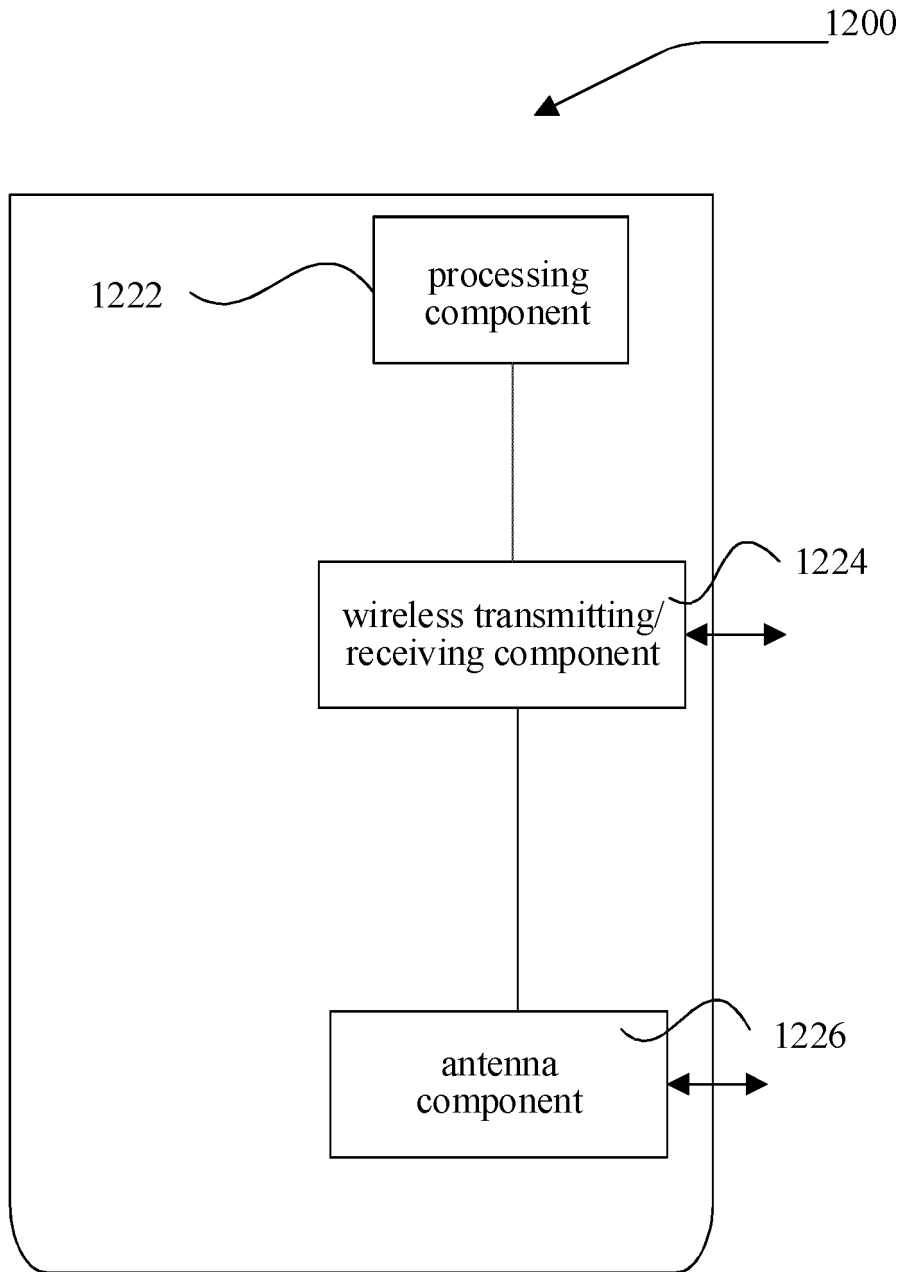 1200
processing
component
1222
1224
wireless transmitting/
receiving component
1226
antenna
component